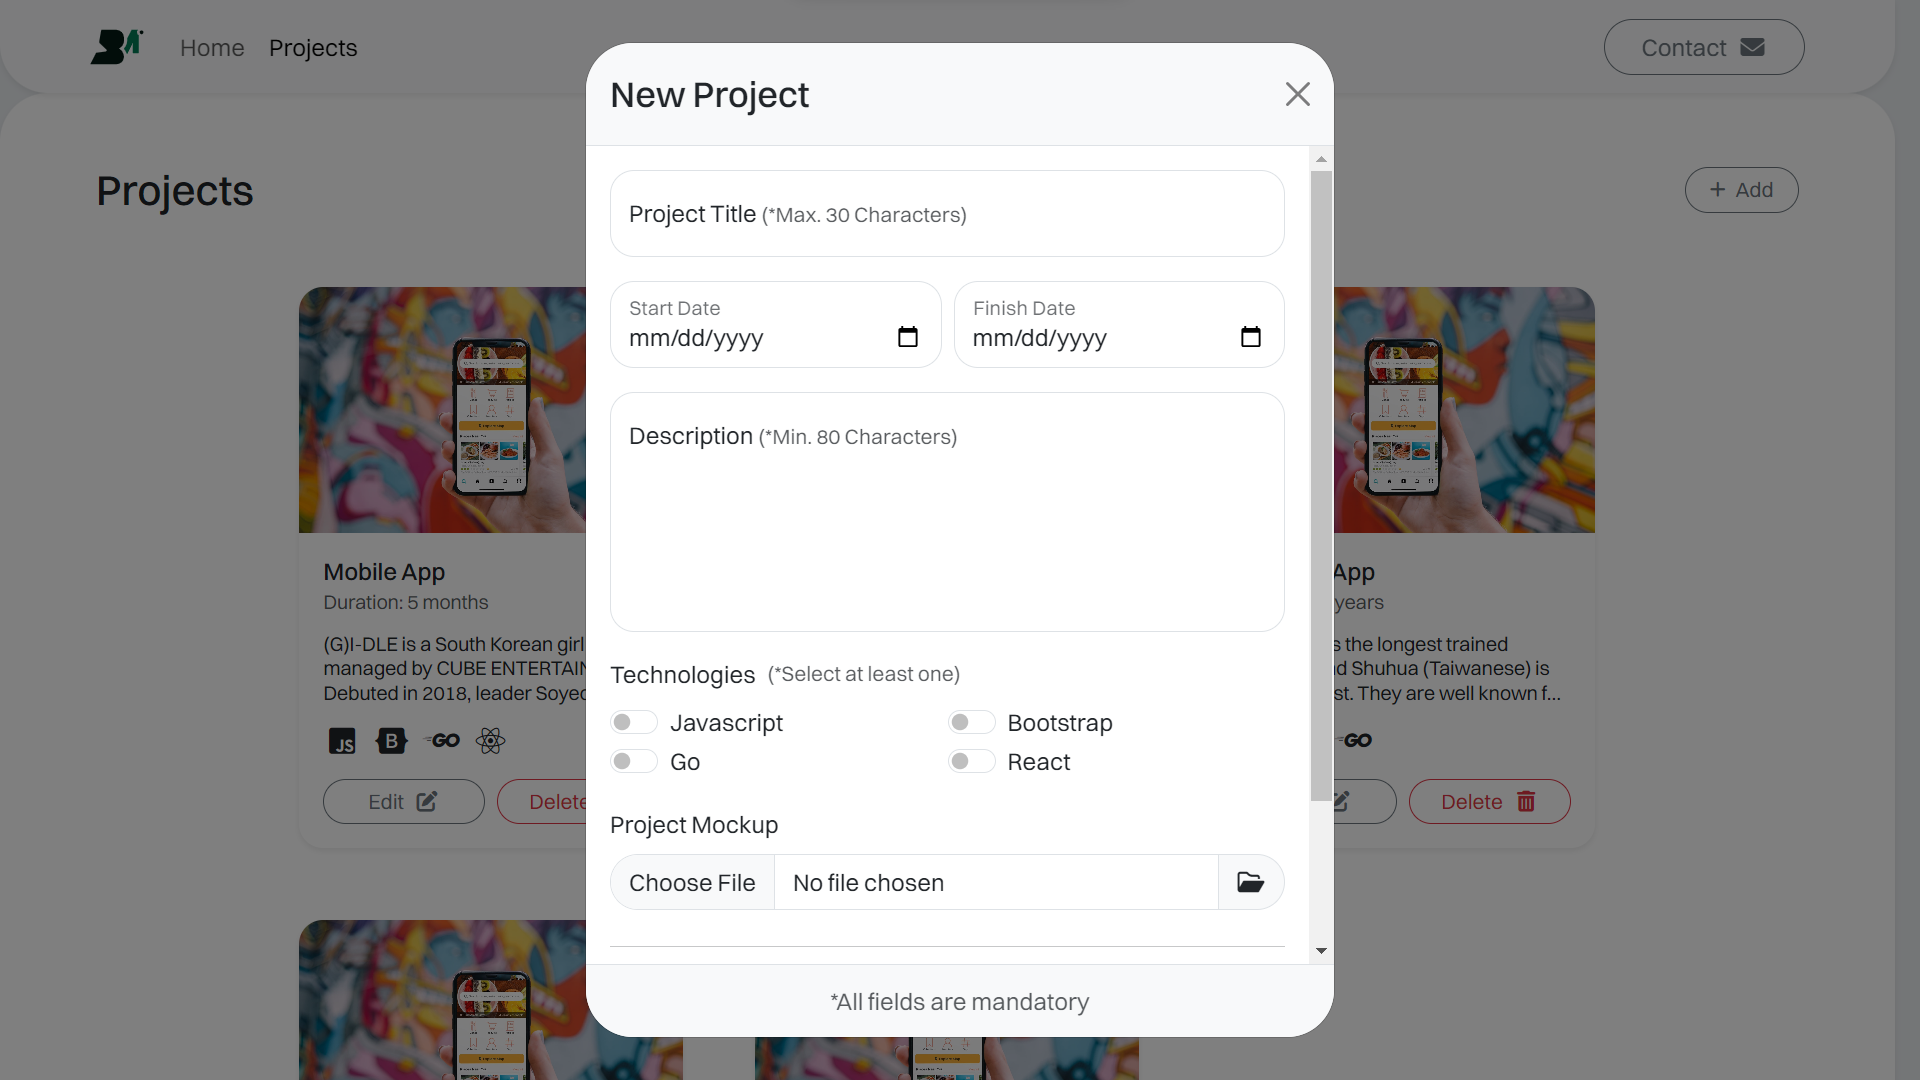 Home Projects Contact
New Project
Projects
+ Add
Project Title (*Max. 30 Characters)
Start Date
mm/dd/yyyy
Finish Date
mm/dd/yyyy
Description (*Min. 80 Characters)
Mobile App
Duration: 5 months
(G)I-DLE is a South Korean girl
managed by CUBE ENTERTAIN
Debuted in 2018, leader Soyeo
JS B GO
Edit
Delete
App
years
s the longest trained
d Shuhua (Taiwanese) is
st. They are well known f...
GO
Delete
Technologies (*Select at least one)
Javascript
Bootstrap
Go
React
Project Mockup
Choose File No file chosen
*All fields are mandatory